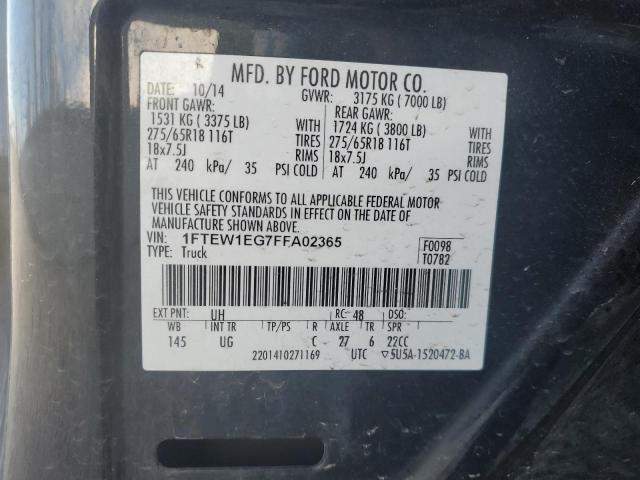 MFD. BY FORD MOTOR CO.
DATE: 10/14 GVWR: 3175 KG ( 7000 LB)
FRONT GAWR: REAR GAWR:
1531 KG ( 3375 LB) WITH 1724 KG ( 3800 LB) WITH
275/65R18 116T TIRES 275/65R18 116T TIRES
18x7.5J RIMS 18x7.5J RIMS
AT 240 kPa/ 35 PSI COLD AT 240 kPa/ 35 PSI COLD
THIS VEHICLE CONFORMS TO ALL APPLICABLE FEDERAL MOTOR
VEHICLE SAFETY STANDARDS IN EFFECT ON THE DATE OF
MANUFACTURE SHOWN ABOVE.
VIN: 1FTEW1EG7FFA02365 F0098
TYPE: Truck T0782
EXT PNT: UH RC: 48 DSO:
WB INT TR TP/PS R AXLE TR SPR
145 UG C 27 6 22CC
2201410271169 UTC ▽5U5A-1520472-BA